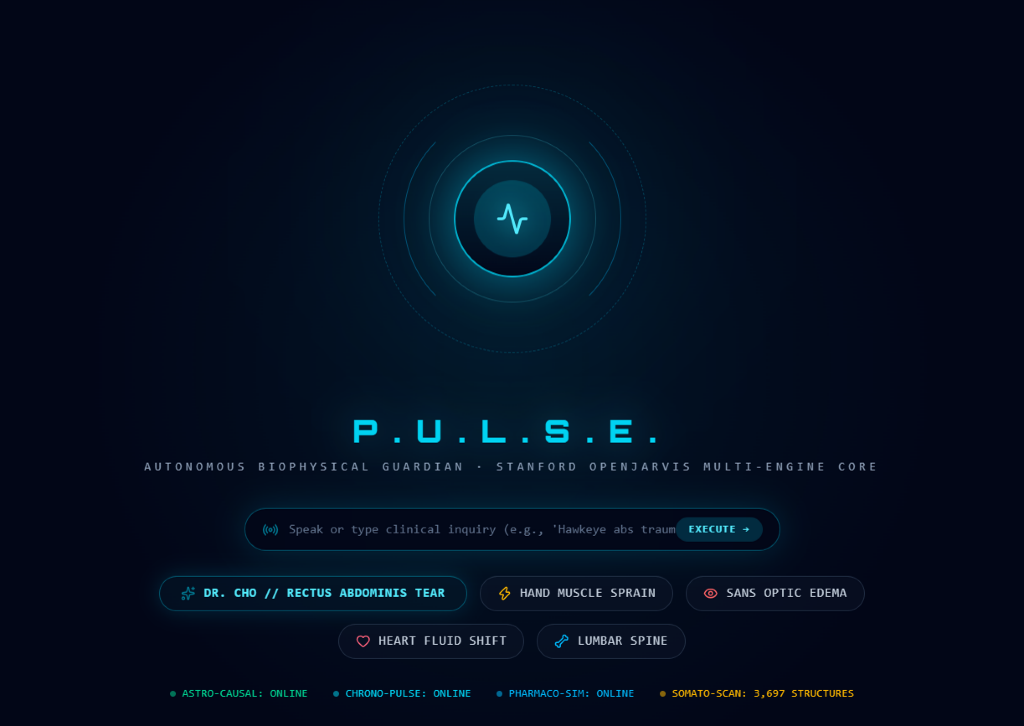 P.U.L.S.E.
AUTONOMOUS BIOPHYSICAL GUARDIAN · STANFORD OPENJARVIS MULTI-ENGINE CORE
Speak or type clinical inquiry (e.g., 'Hawkeye abs traum EXECUTE →
DR. CHO // RECTUS ABDOMINIS TEAR HAND MUSCLE SPRAIN SANS OPTIC EDEMA
HEART FLUID SHIFT LUMBAR SPINE
ASTRO-CAUSAL: ONLINE CHRONO-PULSE: ONLINE PHARMACO-SIM: ONLINE SOMATO-SCAN: 3,697 STRUCTURES